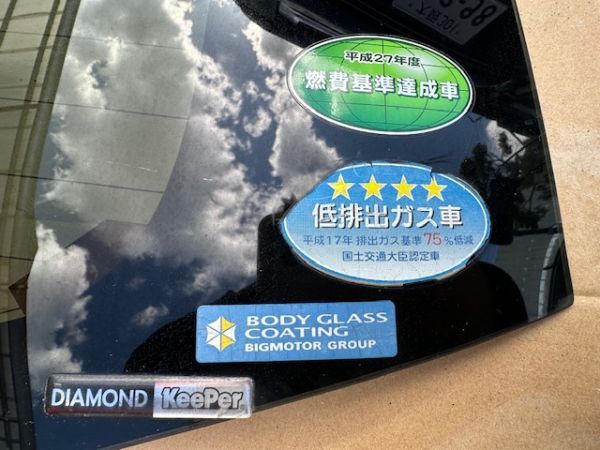 平成27年度
燃費基準達成車
低排出ガス車
平成17年 排出ガス基準 75%低減
国土交通大臣認定車
BODY GLASS
COATING
BIGMOTOR GROUP
DIAMOND KeePer